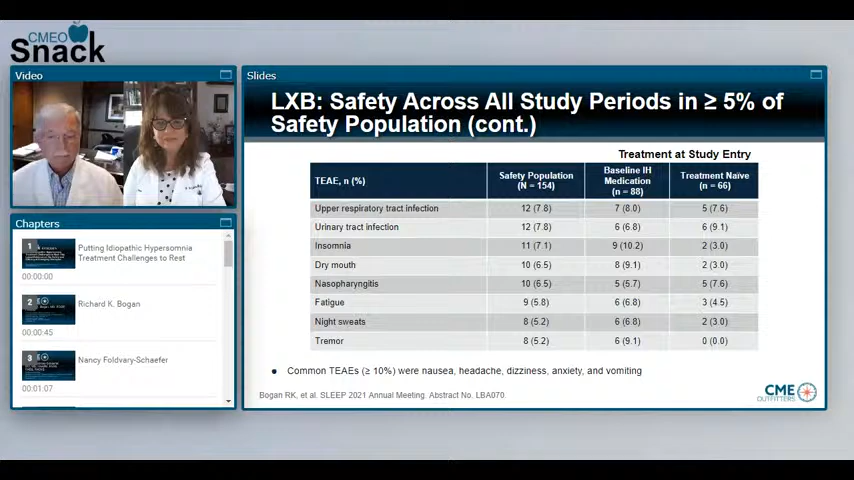 CMEO
Snack
Video
Chapters
1
Putting Idiopathic Hypersomnia
Treatment Challenges to Rest
00:00:00
2
Richard K. Bogan
00:00:45
3
Nancy Foldvary-Schaefer
00:01:07
Slides
LXB: Safety Across All Study Periods in ≥ 5% of
Safety Population (cont.)
Treatment at Study Entry
TEAE, n (%) Safety Population (N = 154) Baseline IH Medication (n = 88) Treatment Naïve (n = 66)
Upper respiratory tract infection 12 (7.8) 7 (8.0) 5 (7.6)
Urinary tract infection 12 (7.8) 6 (6.8) 6 (9.1)
Insomnia 11 (7.1) 9 (10.2) 2 (3.0)
Dry mouth 10 (6.5) 8 (9.1) 2 (3.0)
Nasopharyngitis 10 (6.5) 5 (5.7) 5 (7.6)
Fatigue 9 (5.8) 6 (6.8) 3 (4.5)
Night sweats 8 (5.2) 6 (6.8) 2 (3.0)
Tremor 8 (5.2) 6 (9.1) 0 (0.0)
Common TEAEs (≥ 10%) were nausea, headache, dizziness, anxiety, and vomiting
Bogan RK, et al. SLEEP 2021 Annual Meeting. Abstract No. LBA070.
CME
OUTFITTERS